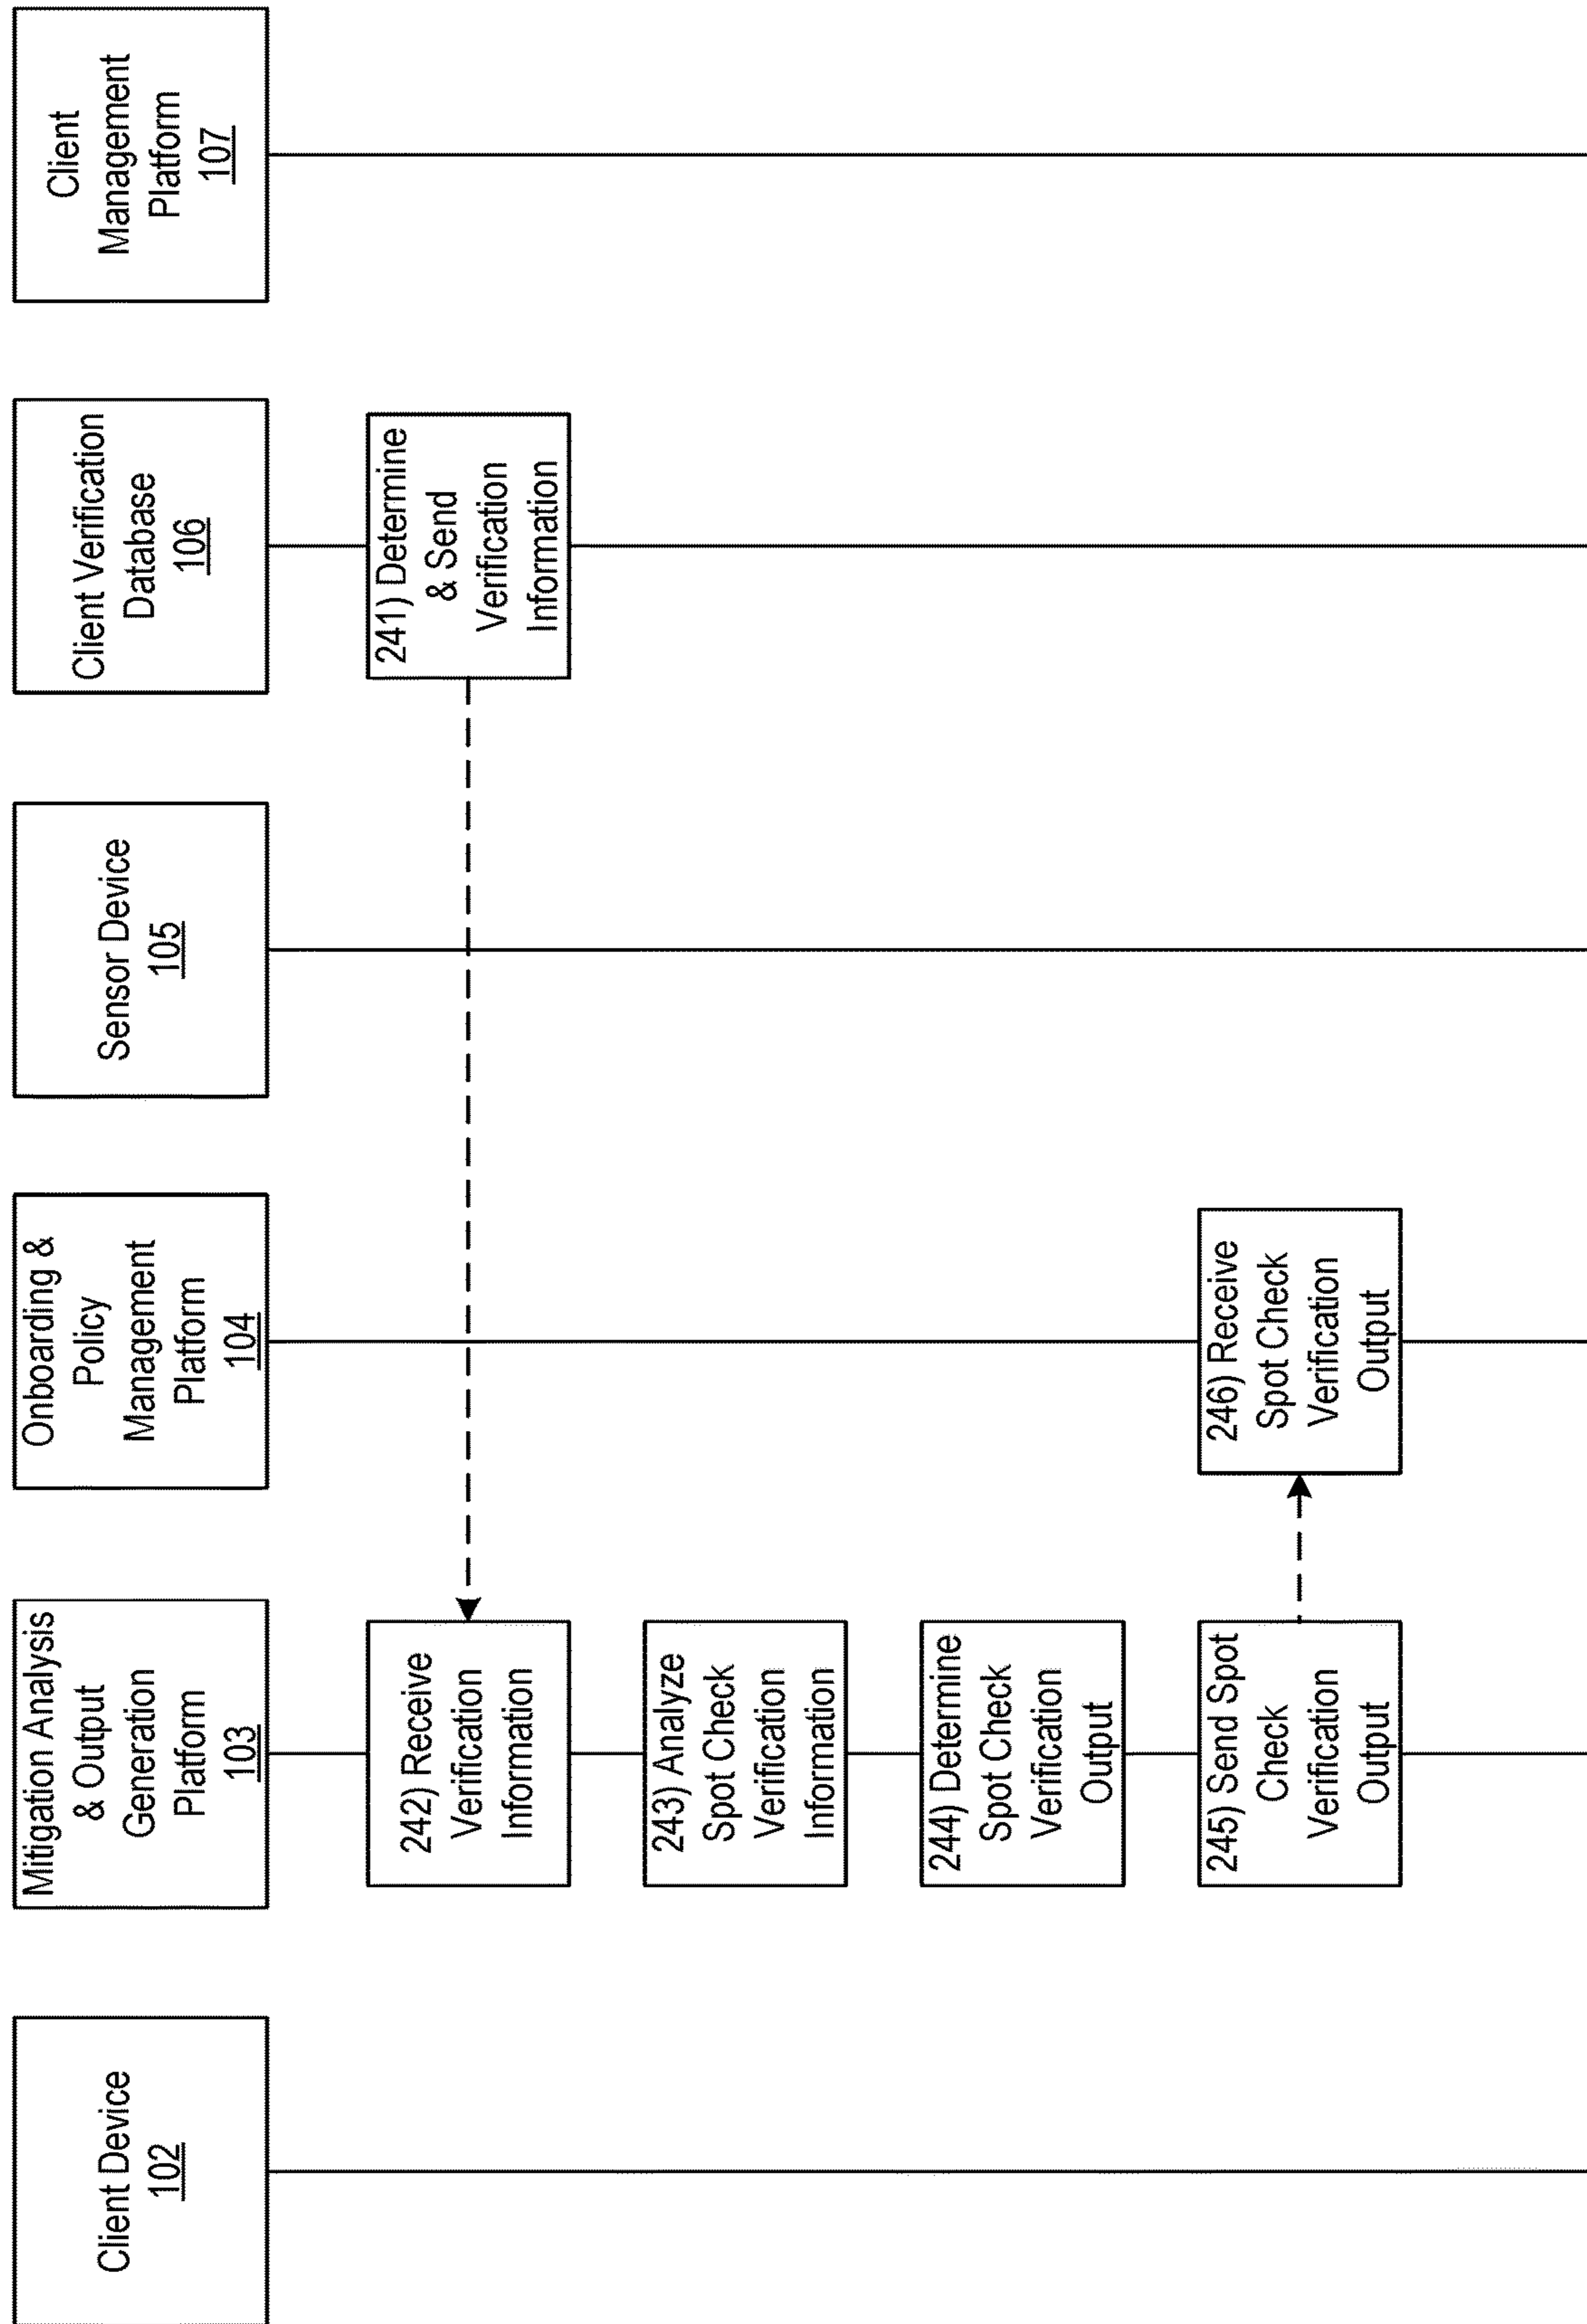 Client Device
102
Mitigation Analysis
& Output
Generation
Platform
103
Onboarding &
Policy
Management
Platform
104
Sensor Device
105
Client Verification
Database
106
Client
Management
Platform
107
241) Determine
& Send
Verification
Information
242) Receive
Verification
Information
243) Analyze
Spot Check
Verification
Information
244) Determine
Spot Check
Verification
Output
245) Send Spot
Check
Verification
Output
246) Receive
Spot Check
Verification
Output